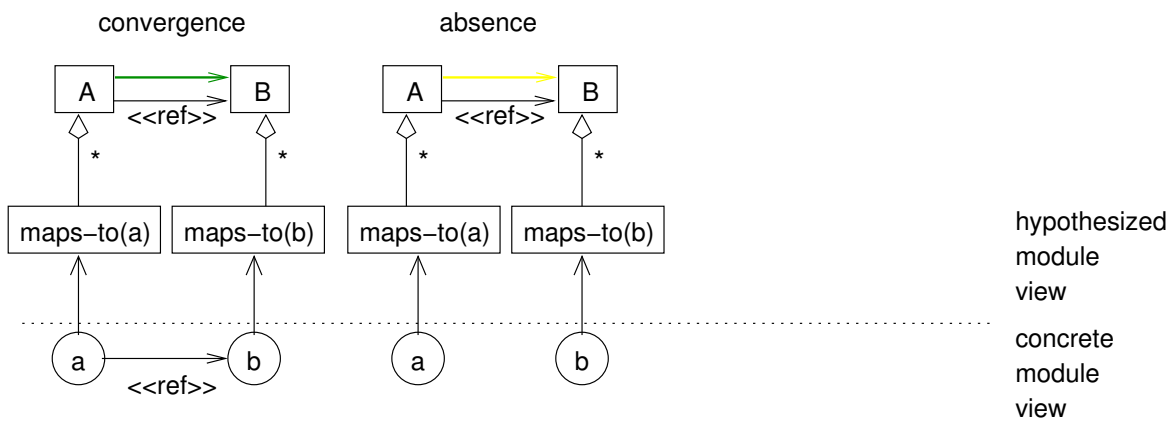 convergence
absence
A
B
<<ref>>
*
*
maps–to(a)
maps–to(b)
a
b
<<ref>>
A
B
<<ref>>
*
*
maps–to(a)
maps–to(b)
a
b
hypothesized
module
view
concrete
module
view